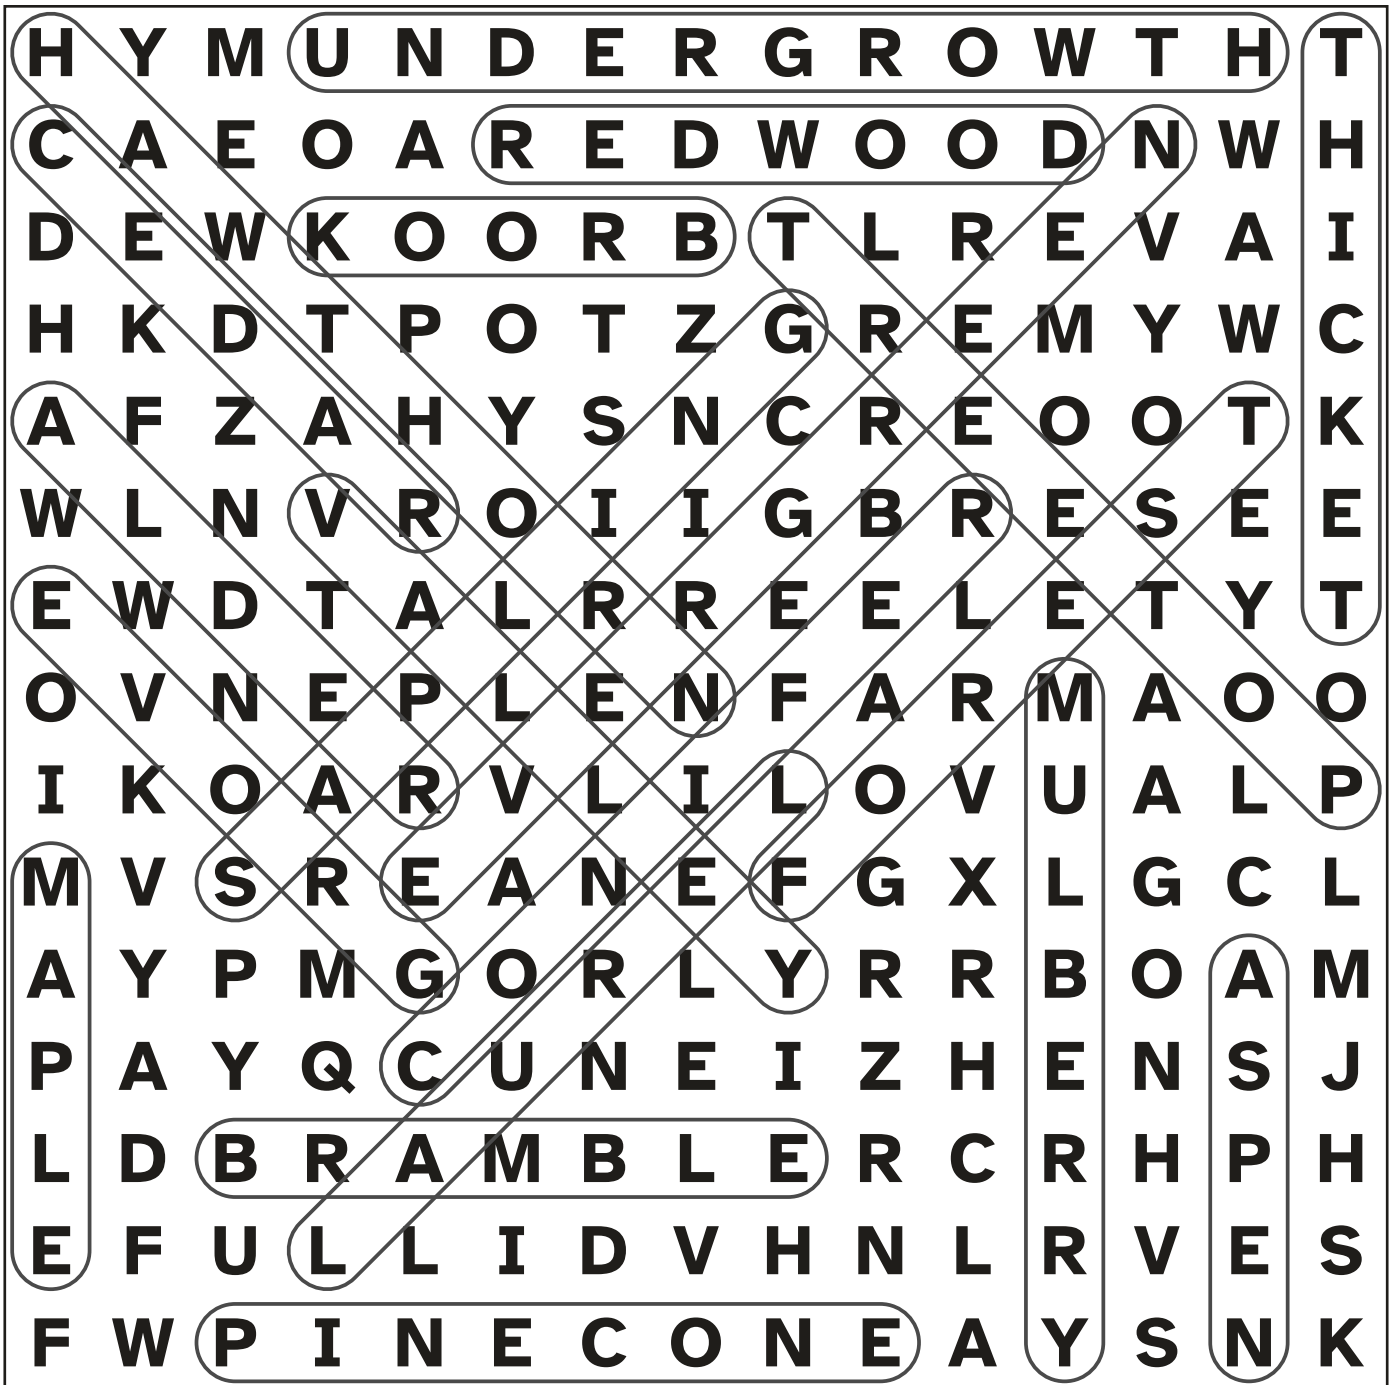 H Y M U N D E R G R O W T H T
C A E O A R E D W O O D N W H
D E W K O O R B T L R E V A I
H K D T P O T Z G R E M Y W C
A F Z A H Y S N C R E O O T K
W L N V R O I I G B R E S E E
E W D T A L R R E E L E T Y T
O V N E P L E N F A R M A O O
I K O A R V L I L O V U A L P
M V S R E A N E F G X L G C L
A Y P M G O R L Y R R B O A M
P A Y Q C U N E I Z H E N S J
L D B R A M B L E R C R H P H
E F U L L I D V H N L R V E S
F W P I N E C O N E A Y S N K